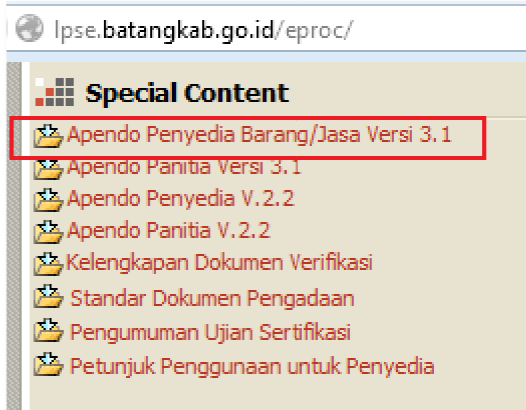 lpse.batangkab.go.id/eproc/
Special Content
Apendo Penyedia Barang/Jasa Versi 3.1
Apendo Panitia Versi 3.1
Apendo Penyedia V.2.2
Apendo Panitia V.2.2
Kelengkapan Dokumen Verifikasi
Standar Dokumen Pengadaan
Pengumuman Ujian Sertifikasi
Petunjuk Penggunaan untuk Penyedia